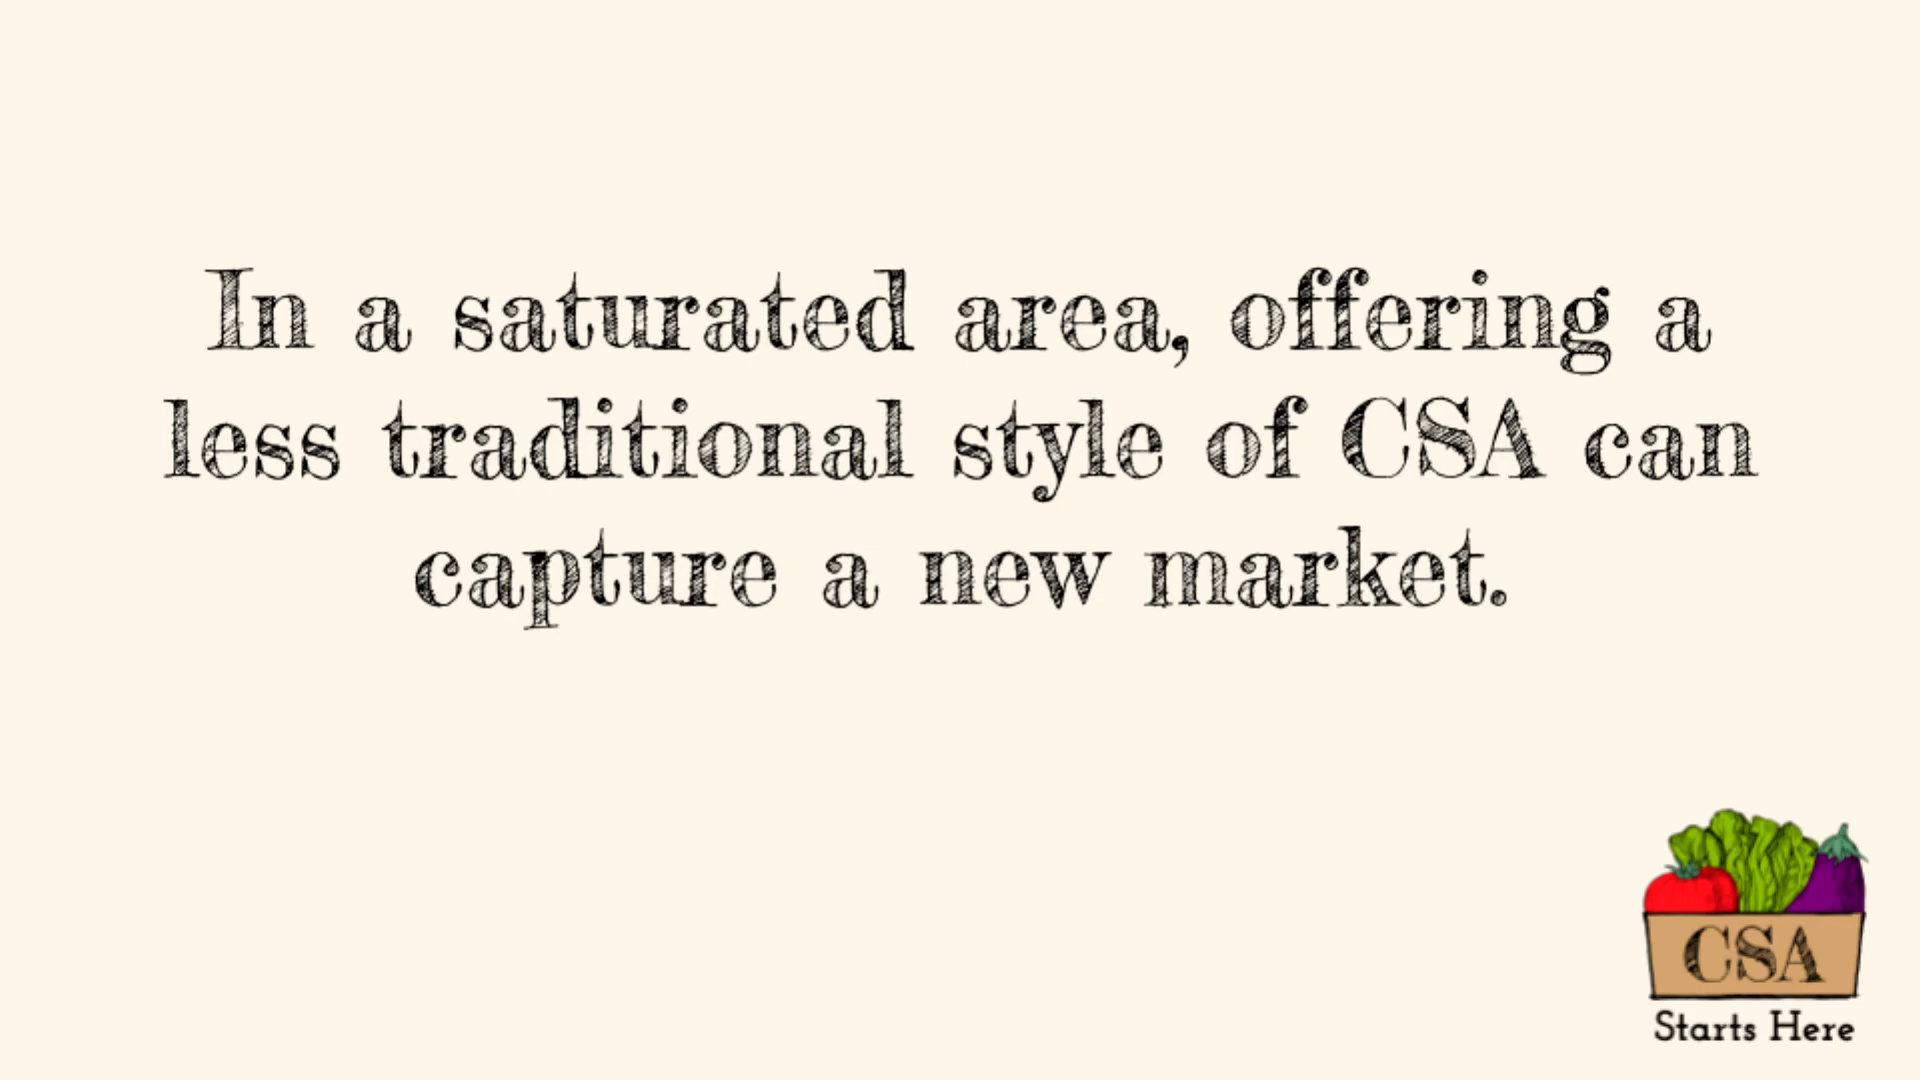 In a saturated area, offering a
less traditional style of CSA can
capture a new market.
CSA
Starts Here